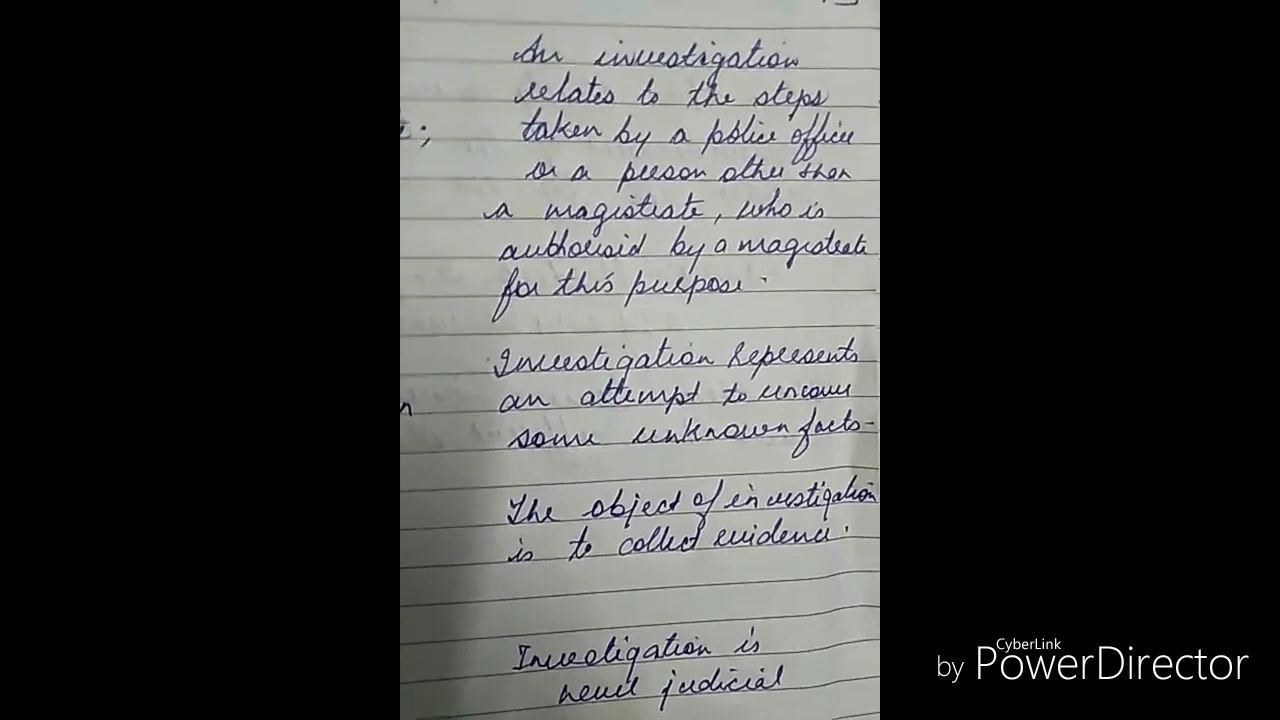 An investigation
relates to the steps
taken by a police officer
or a person other than
a magistrate, who is
authorisid by a magistrate
for this purpose.
Investigation represents
an attempt to uncover
some unknown facts-
The object of investigation
is to collect evidence.
Investigation is
never judicial
CyberLink
by PowerDirector